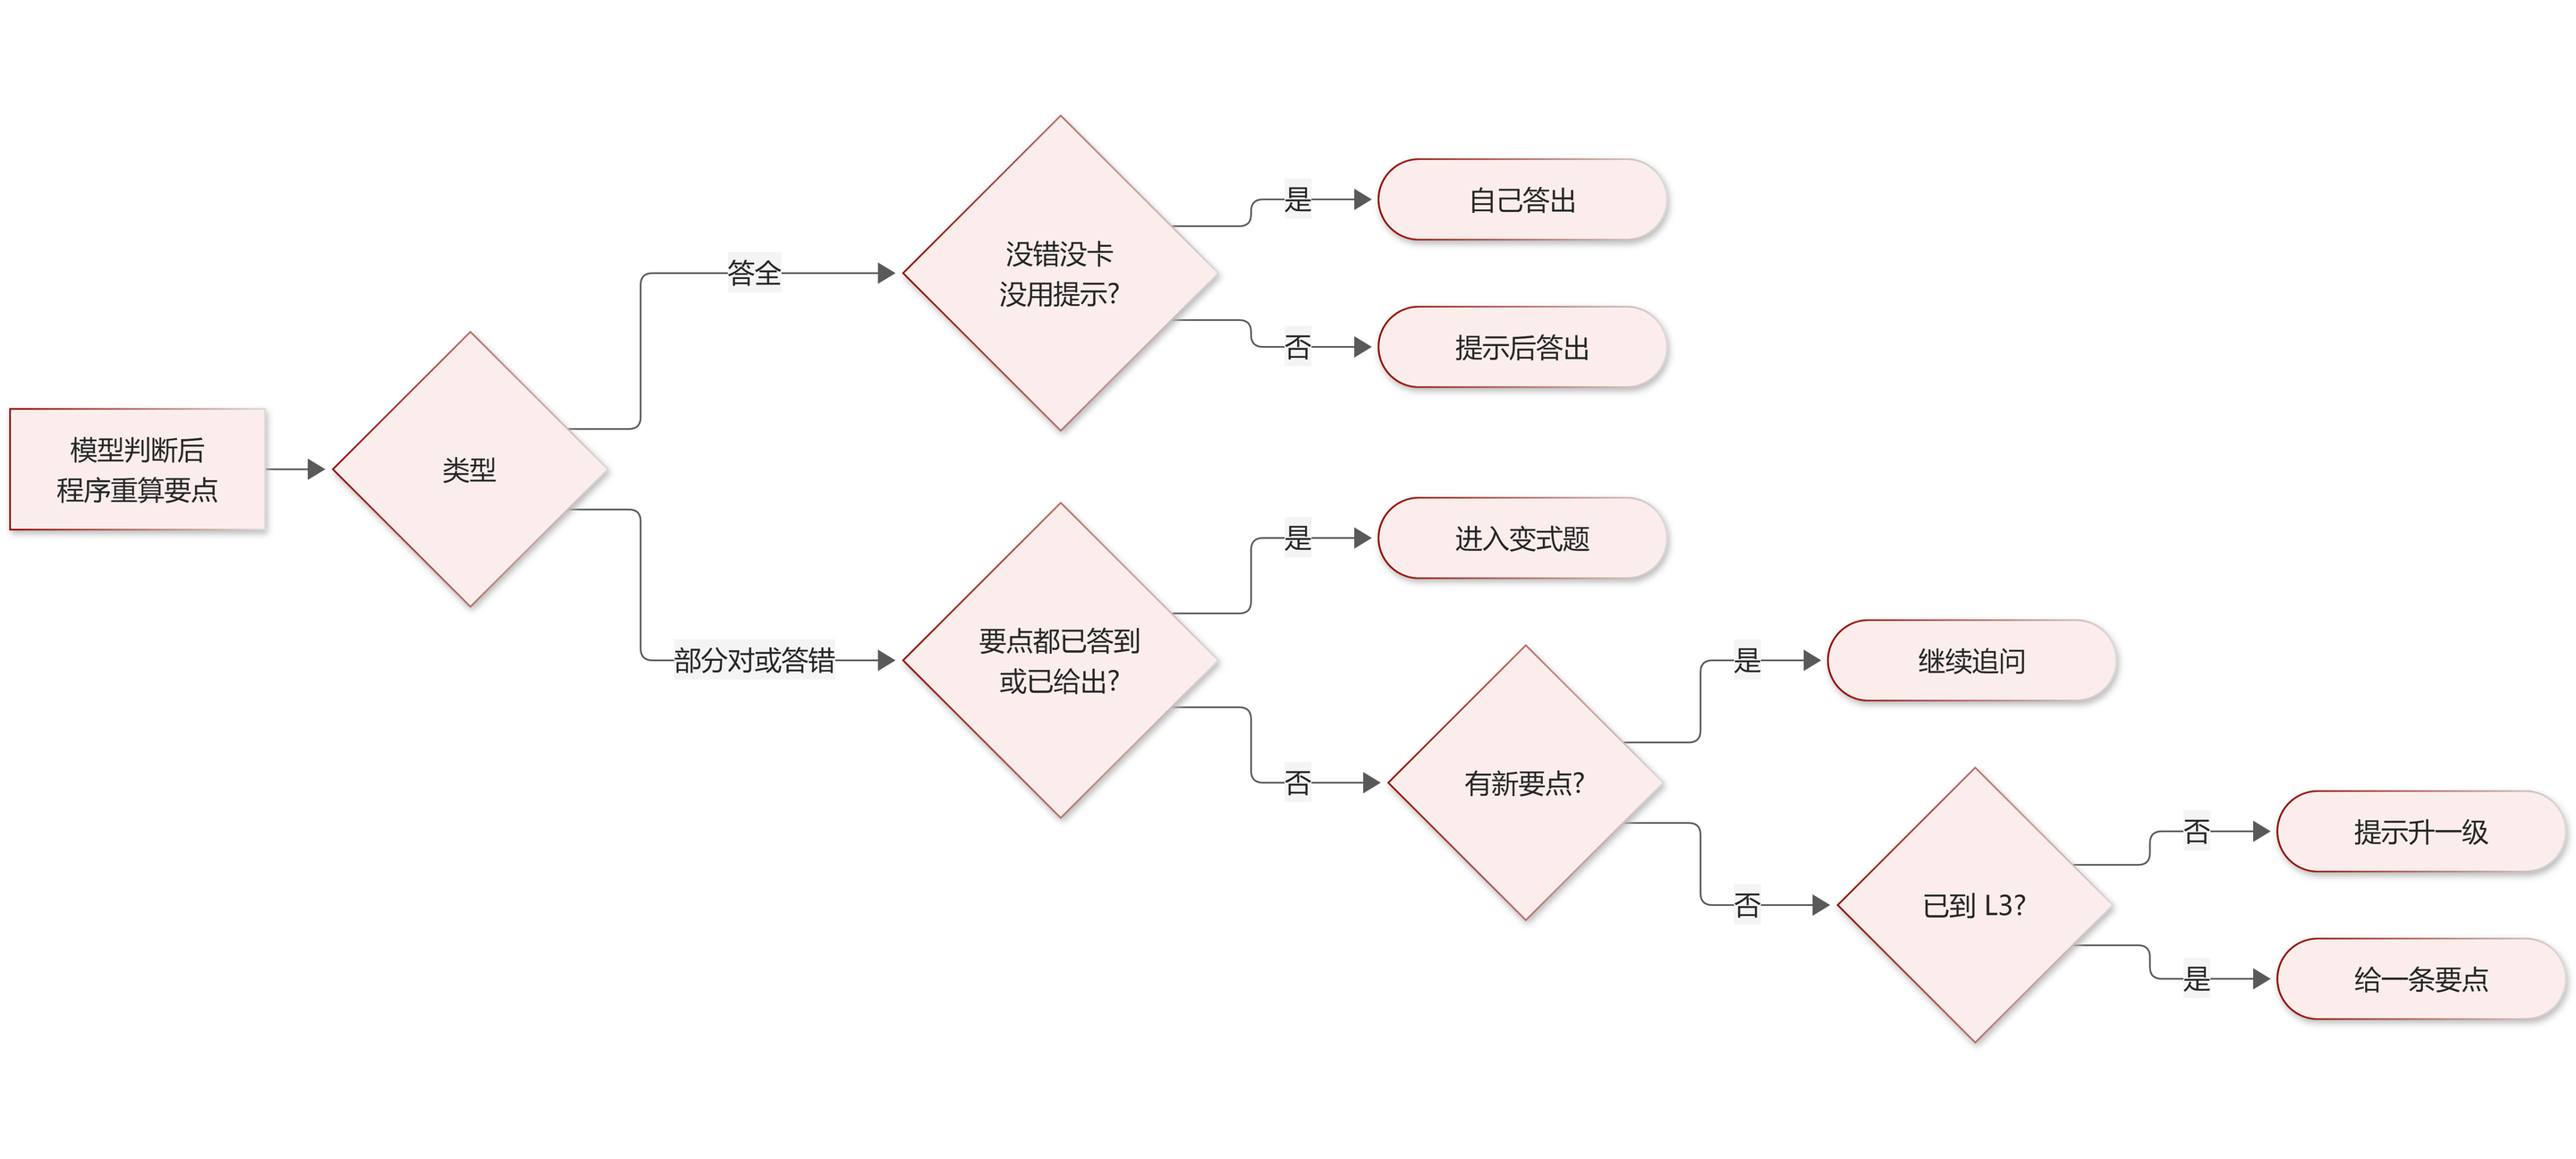 模型判断后
程序重算要点
类型
答全
部分对或答错
没错没卡
没用提示?
是
自己答出
否
提示后答出
要点都已答到
或已给出?
是
进入变式题
否
有新要点?
是
继续追问
否
已到 L3?
否
提示升一级
是
给一条要点